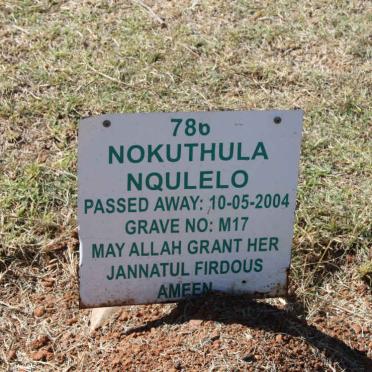 786
NOKUTHULA
NQULELO
PASSED AWAY: 10-05-2004
GRAVE NO: M17
MAY ALLAH GRANT HER
JANNATUL FIRDOUS
AMEEN